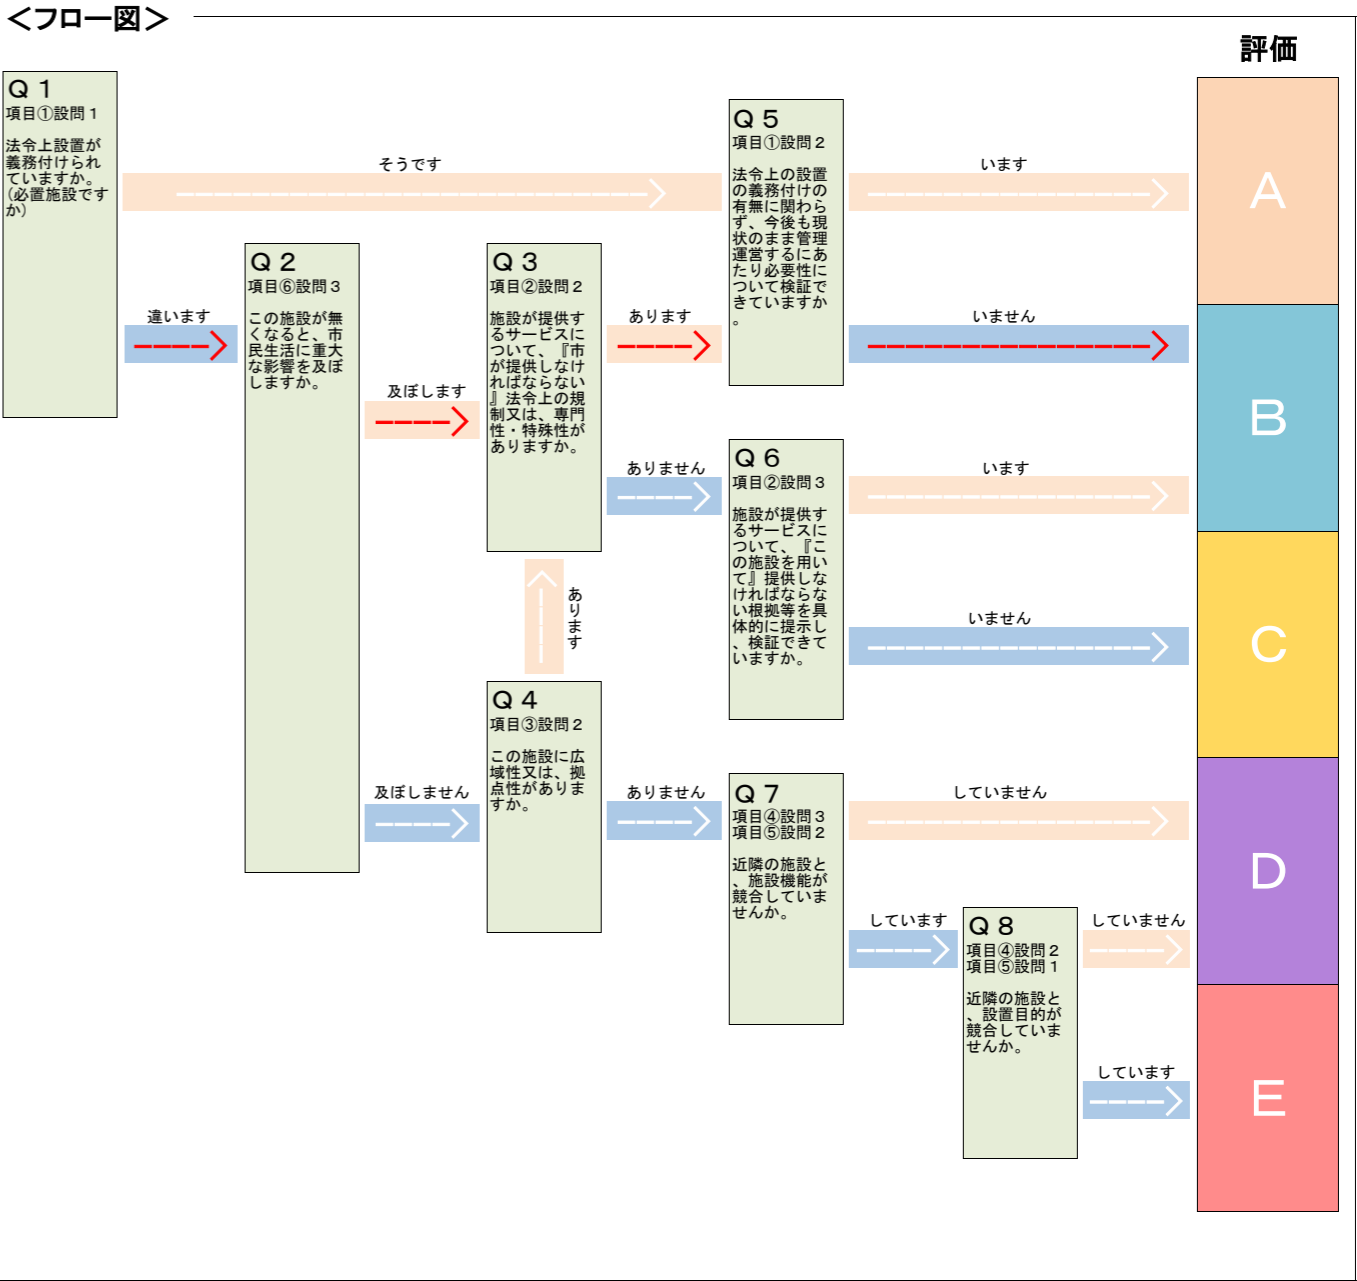 ＜フロー図＞
評価
Ｑ１
項目①設問１
法令上設置が
義務付けられ
ていますか。
(必置施設です
か)
そうです
違います
Ｑ２
項目⑥設問３
この施設が無
くなると、市
民生活に重大
な影響を及ぼ
しますか。
及ぼします
及ぼしません
Ｑ３
項目②設問２
施設が提供す
るサービスに
ついて、『市
が提供しなけ
ればならない
』法令上の規
制又は、専門
性・特殊性が
ありますか。
あります
ありません
あります
Ｑ４
項目③設問２
この施設に広
域性又は、拠
点性がありま
すか。
ありません
Ｑ５
項目①設問２
法令上の設置
の義務付けの
有無に関わら
ず、今後も現
状のまま管理
運営するにあ
たり必要性に
ついて検証で
きていますか
。
います
いません
Ｑ６
項目②設問３
施設が提供す
るサービスに
ついて、『こ
の施設を用い
て』提供しな
ければならな
い根拠等を具
体的に提示し
、検証できて
いますか。
います
いません
Ｑ７
項目④設問３
項目⑤設問２
近隣の施設と
、施設機能が
競合していま
せんか。
していません
しています
Ｑ８
項目④設問２
項目⑤設問１
近隣の施設と
、設置目的が
競合していま
せんか。
していません
しています
Ａ
Ｂ
Ｃ
Ｄ
Ｅ